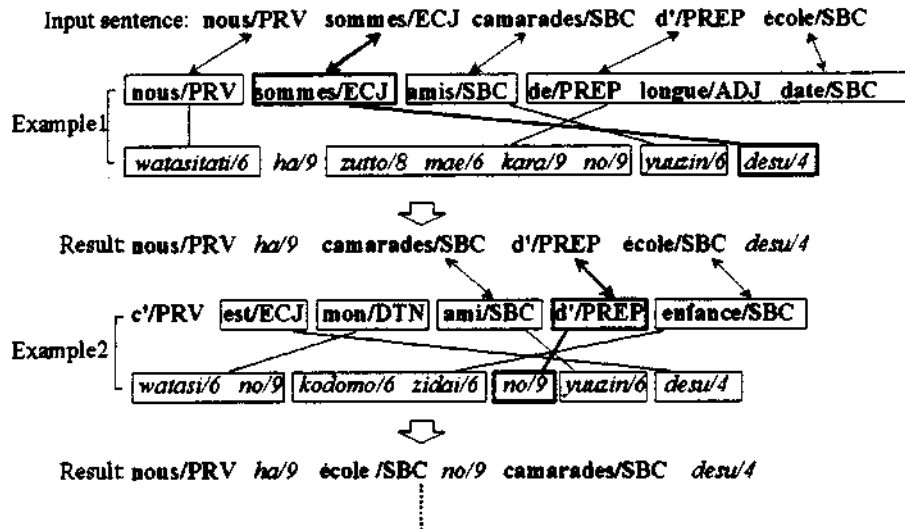 Input sentence: nous/PRV sommes/ECJ camarades/SBC d'/PREP école/SBC
nous/PRV sommes/ECJ amis/SBC de/PREP longue/ADJ date/SBC
Example1
watasitati/6 ha/9 zutto/8 mae/6 kara/9 no/9 yuuzin/6 desu/4
Result: nous/PRV ha/9 camarades/SBC d'/PREP école/SBC desu/4
c'/PRV est/ECJ mon/DTN ami/SBC d'/PREP enfance/SBC
Example2
watasi/6 no/9 kodomo/6 zidai/6 no/9 yuuzin/6 desu/4
Result: nous/PRV ha/9 école /SBC no/9 camarades/SBC desu/4